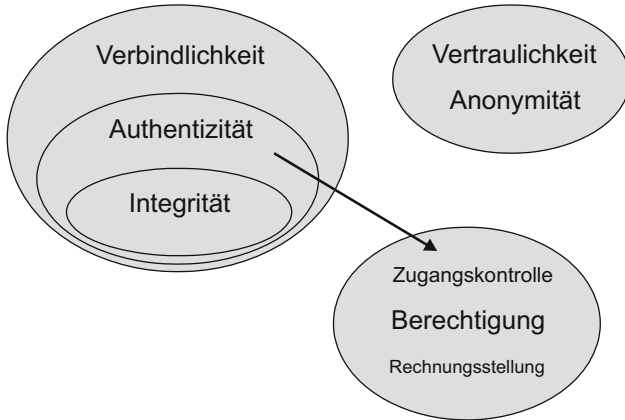 Verbindlichkeit
Authentizität
Integrität
Vertraulichkeit
Anonymität
Zugangskontrolle
Berechtigung
Rechnungsstellung